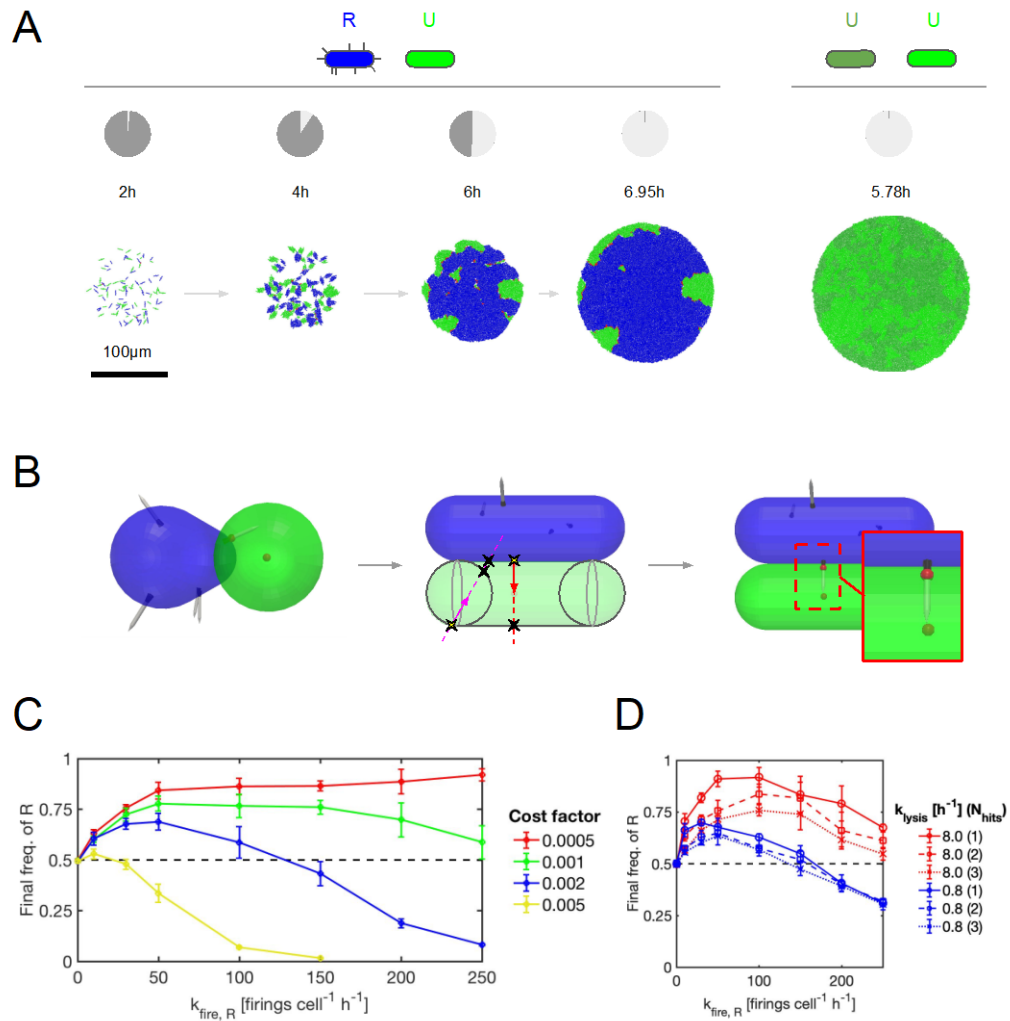 A
R U U U
2h 4h 6h 6.95h 5.78h
100µm
B
C
D
1
0.75
0.5
0.25
0
Final freq. of R
0 50 100 150 200 250
k_fire, R [firings cell⁻¹ h⁻¹]
Cost factor
0.0005
0.001
0.002
0.005
1
0.75
0.5
0.25
0
Final freq. of R
0 100 200
k_fire, R [firings cell⁻¹ h⁻¹]
k_lysis [h⁻¹] (N_hits)
8.0 (1)
8.0 (2)
8.0 (3)
0.8 (1)
0.8 (2)
0.8 (3)